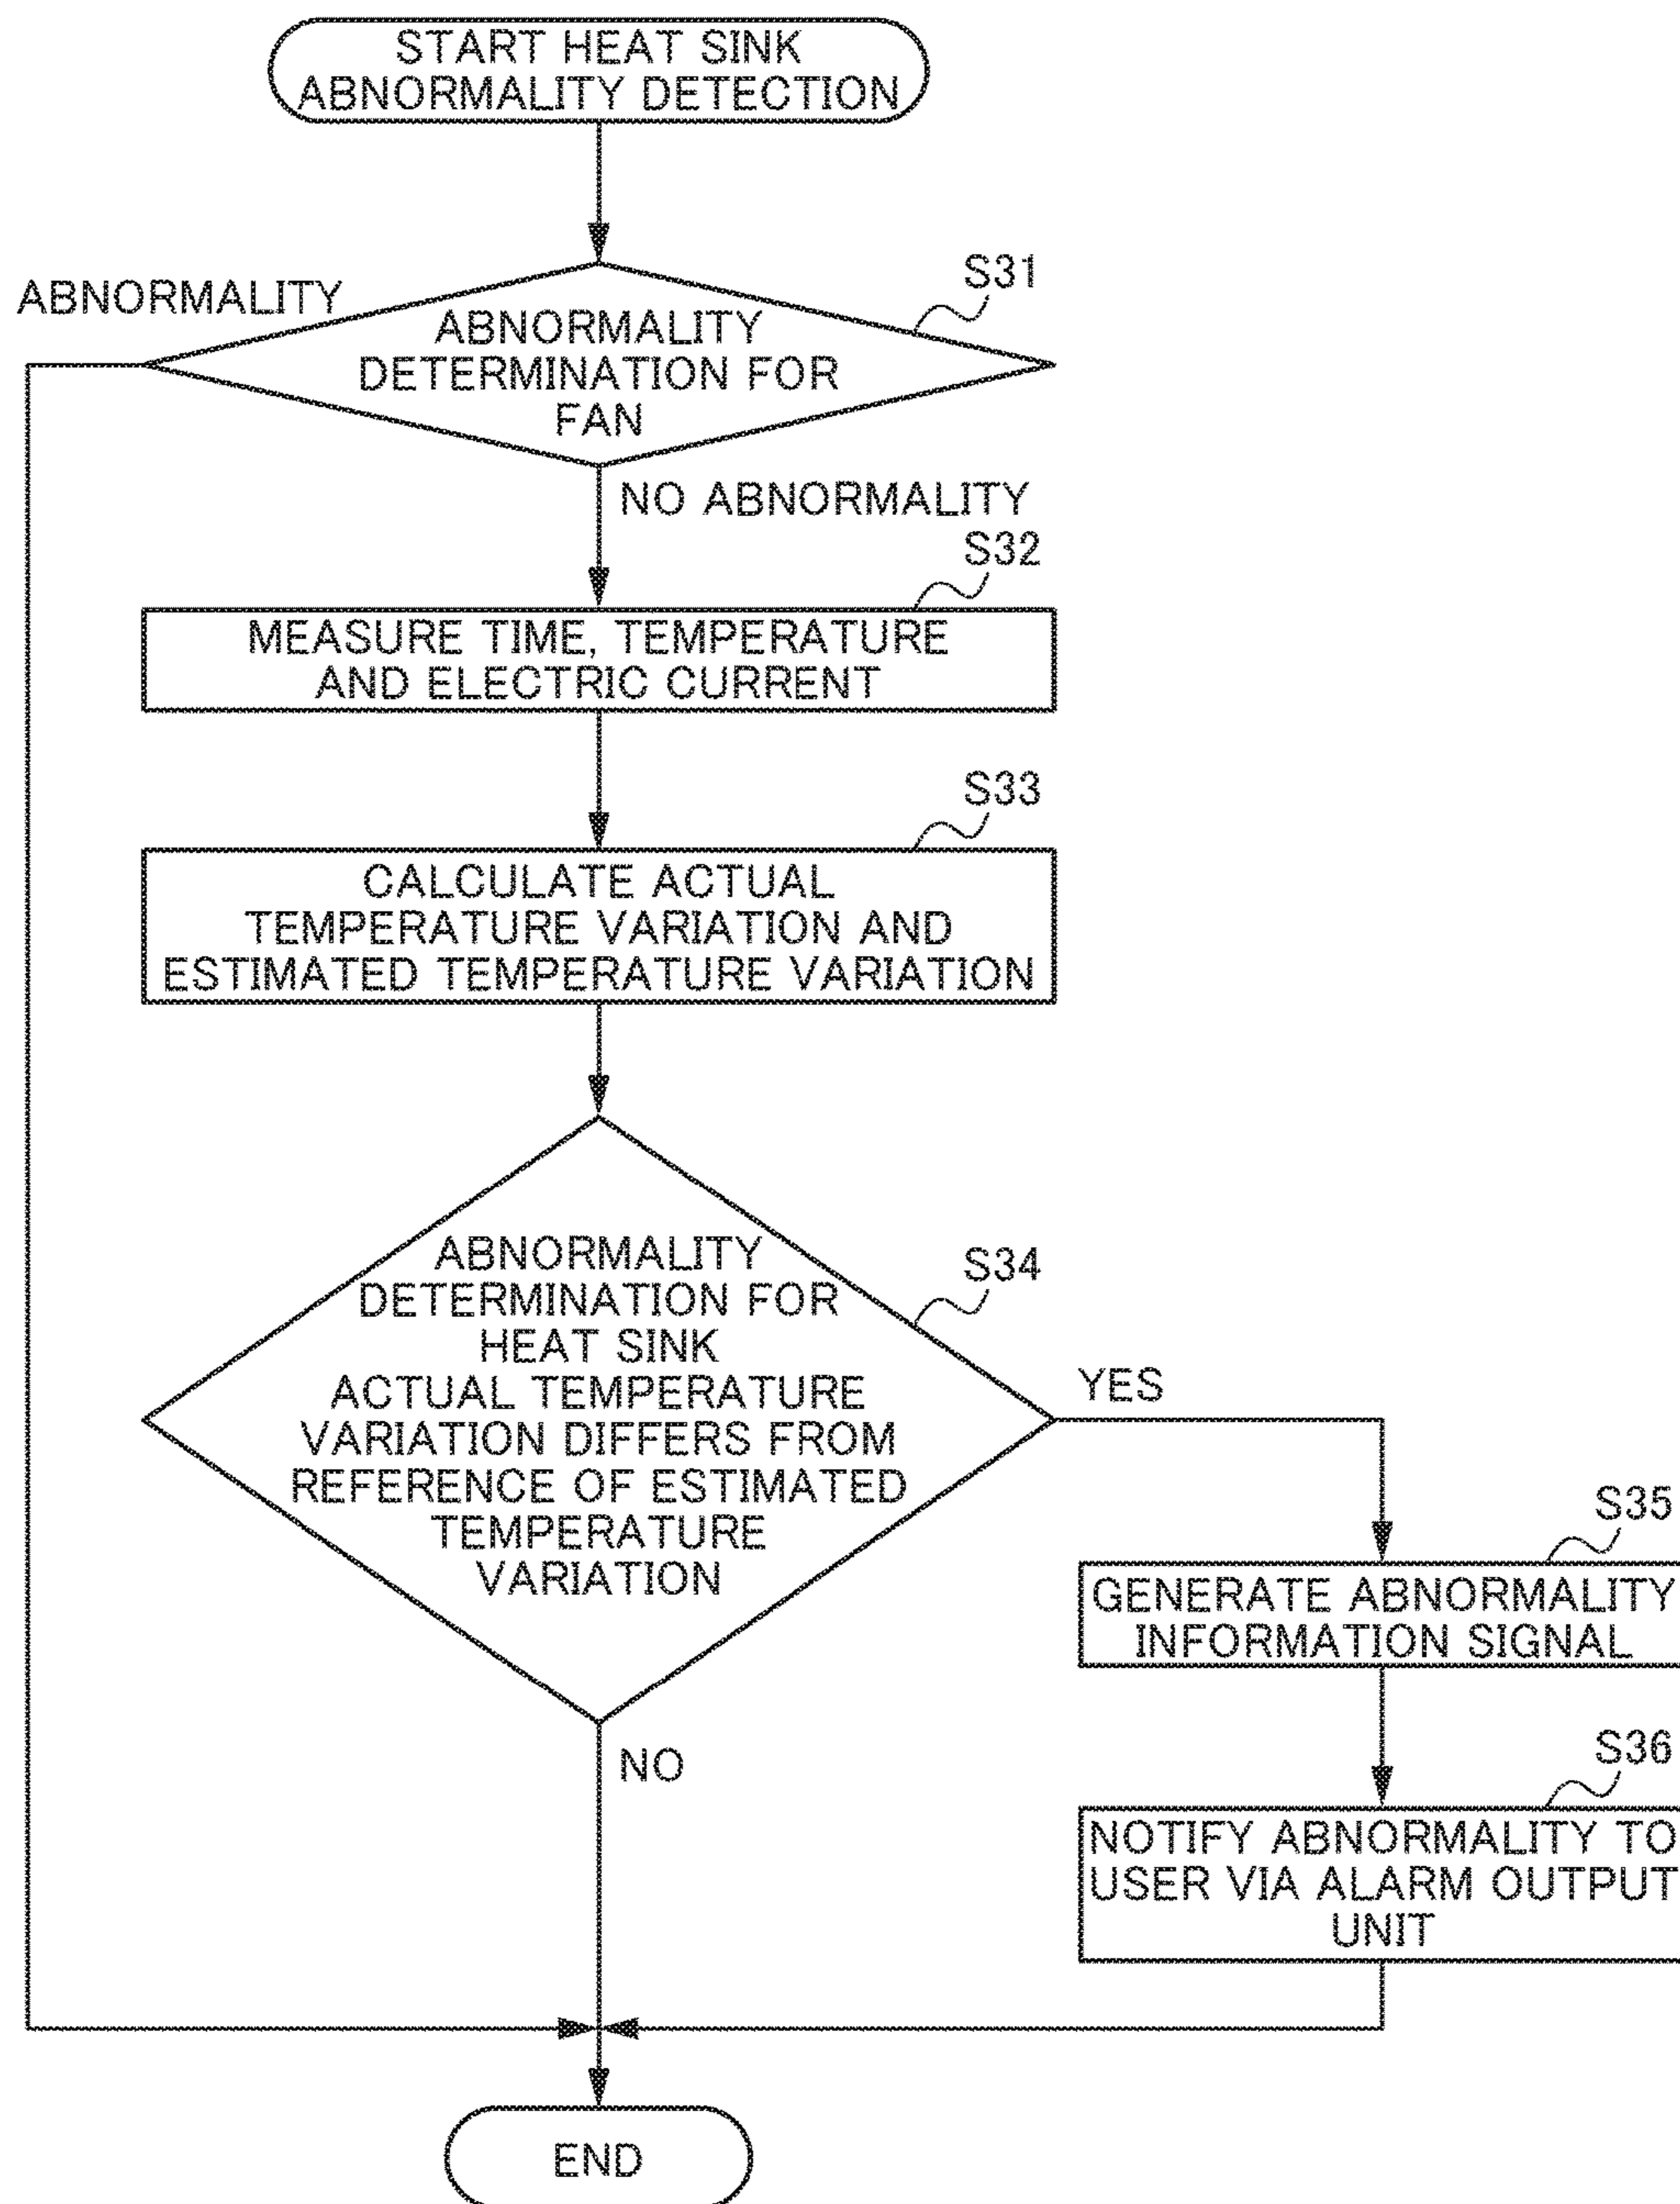 START HEAT SINK
ABNORMALITY DETECTION
S31
ABNORMALITY
ABNORMALITY
DETERMINATION FOR
FAN
NO ABNORMALITY
S32
MEASURE TIME, TEMPERATURE
AND ELECTRIC CURRENT
S33
CALCULATE ACTUAL
TEMPERATURE VARIATION AND
ESTIMATED TEMPERATURE VARIATION
S34
ABNORMALITY
DETERMINATION FOR
HEAT SINK
ACTUAL TEMPERATURE
VARIATION DIFFERS FROM
REFERENCE OF ESTIMATED
TEMPERATURE
VARIATION
YES
S35
GENERATE ABNORMALITY
INFORMATION SIGNAL
NO
S36
NOTIFY ABNORMALITY TO
USER VIA ALARM OUTPUT
UNIT
END